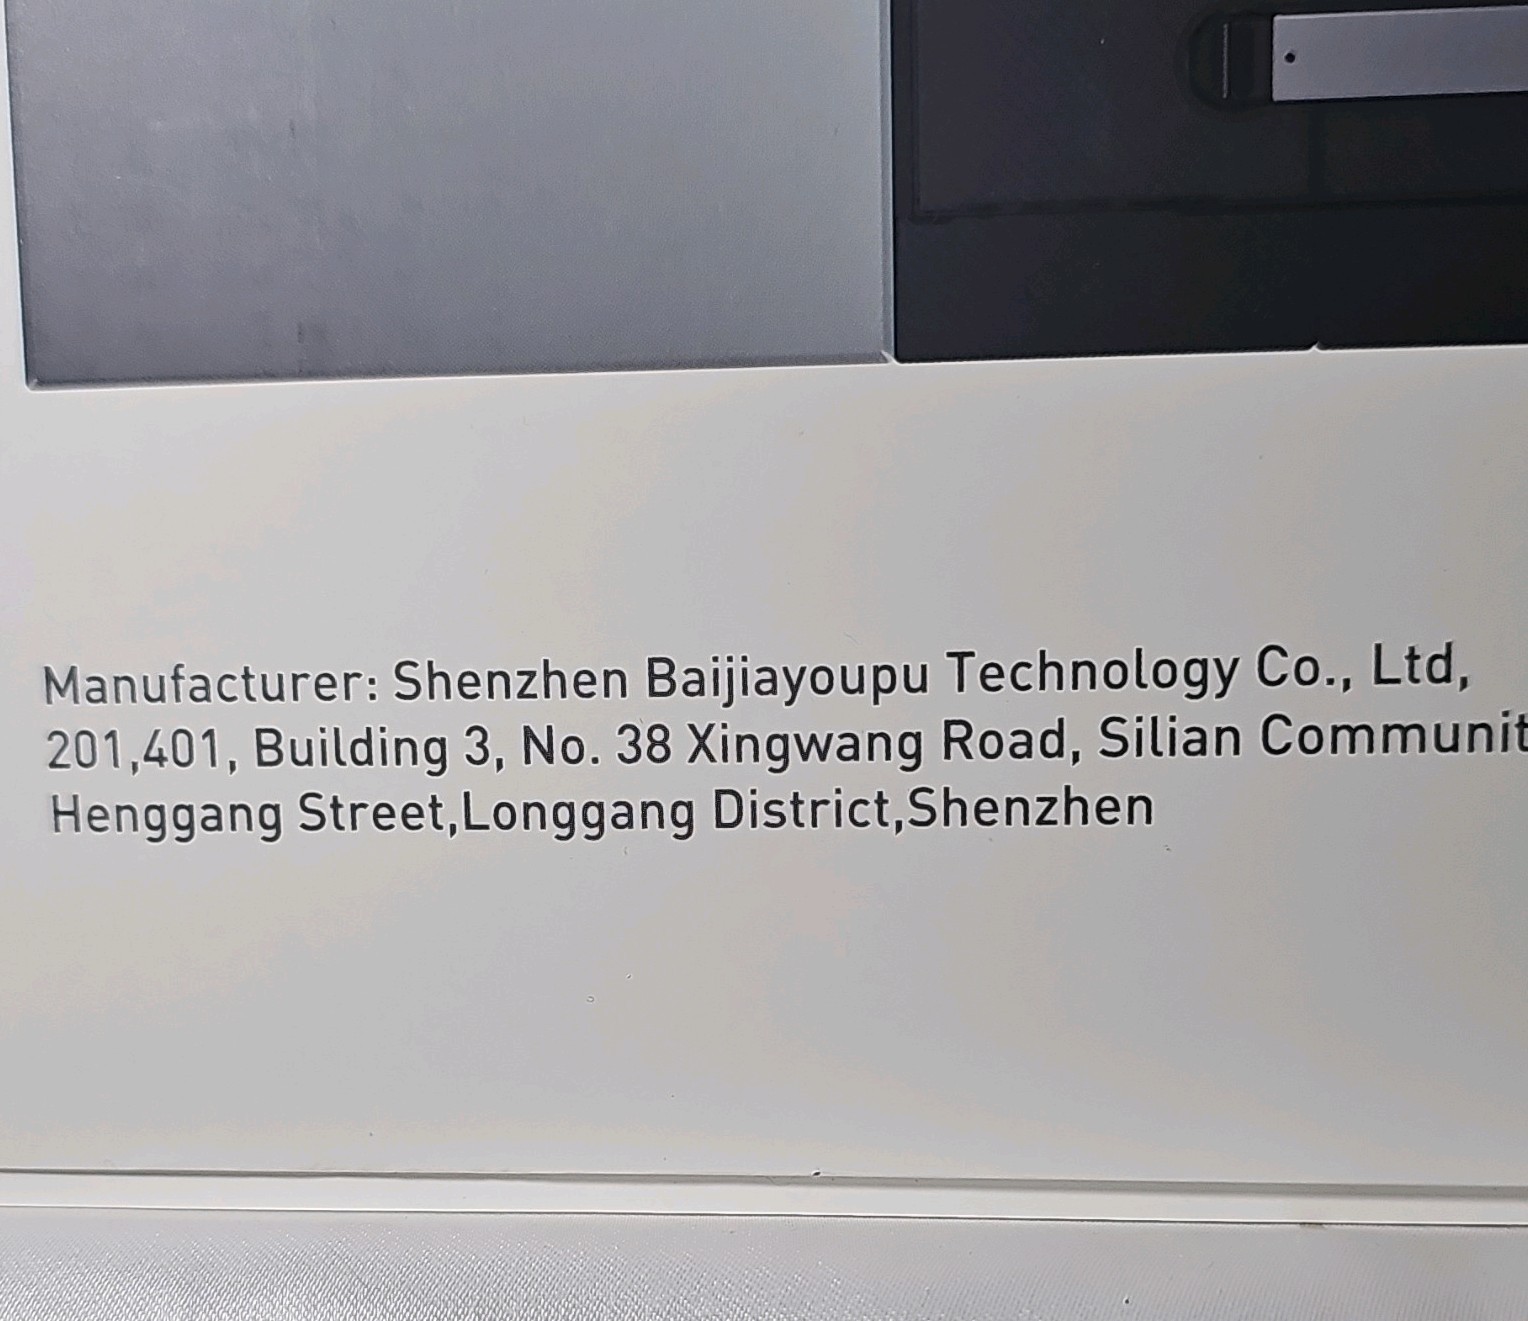 Manufacturer: Shenzhen Baijiayoupu Technology Co., Ltd,
201,401, Building 3, No. 38 Xingwang Road, Silian Communit
Henggang Street,Longgang District,Shenzhen